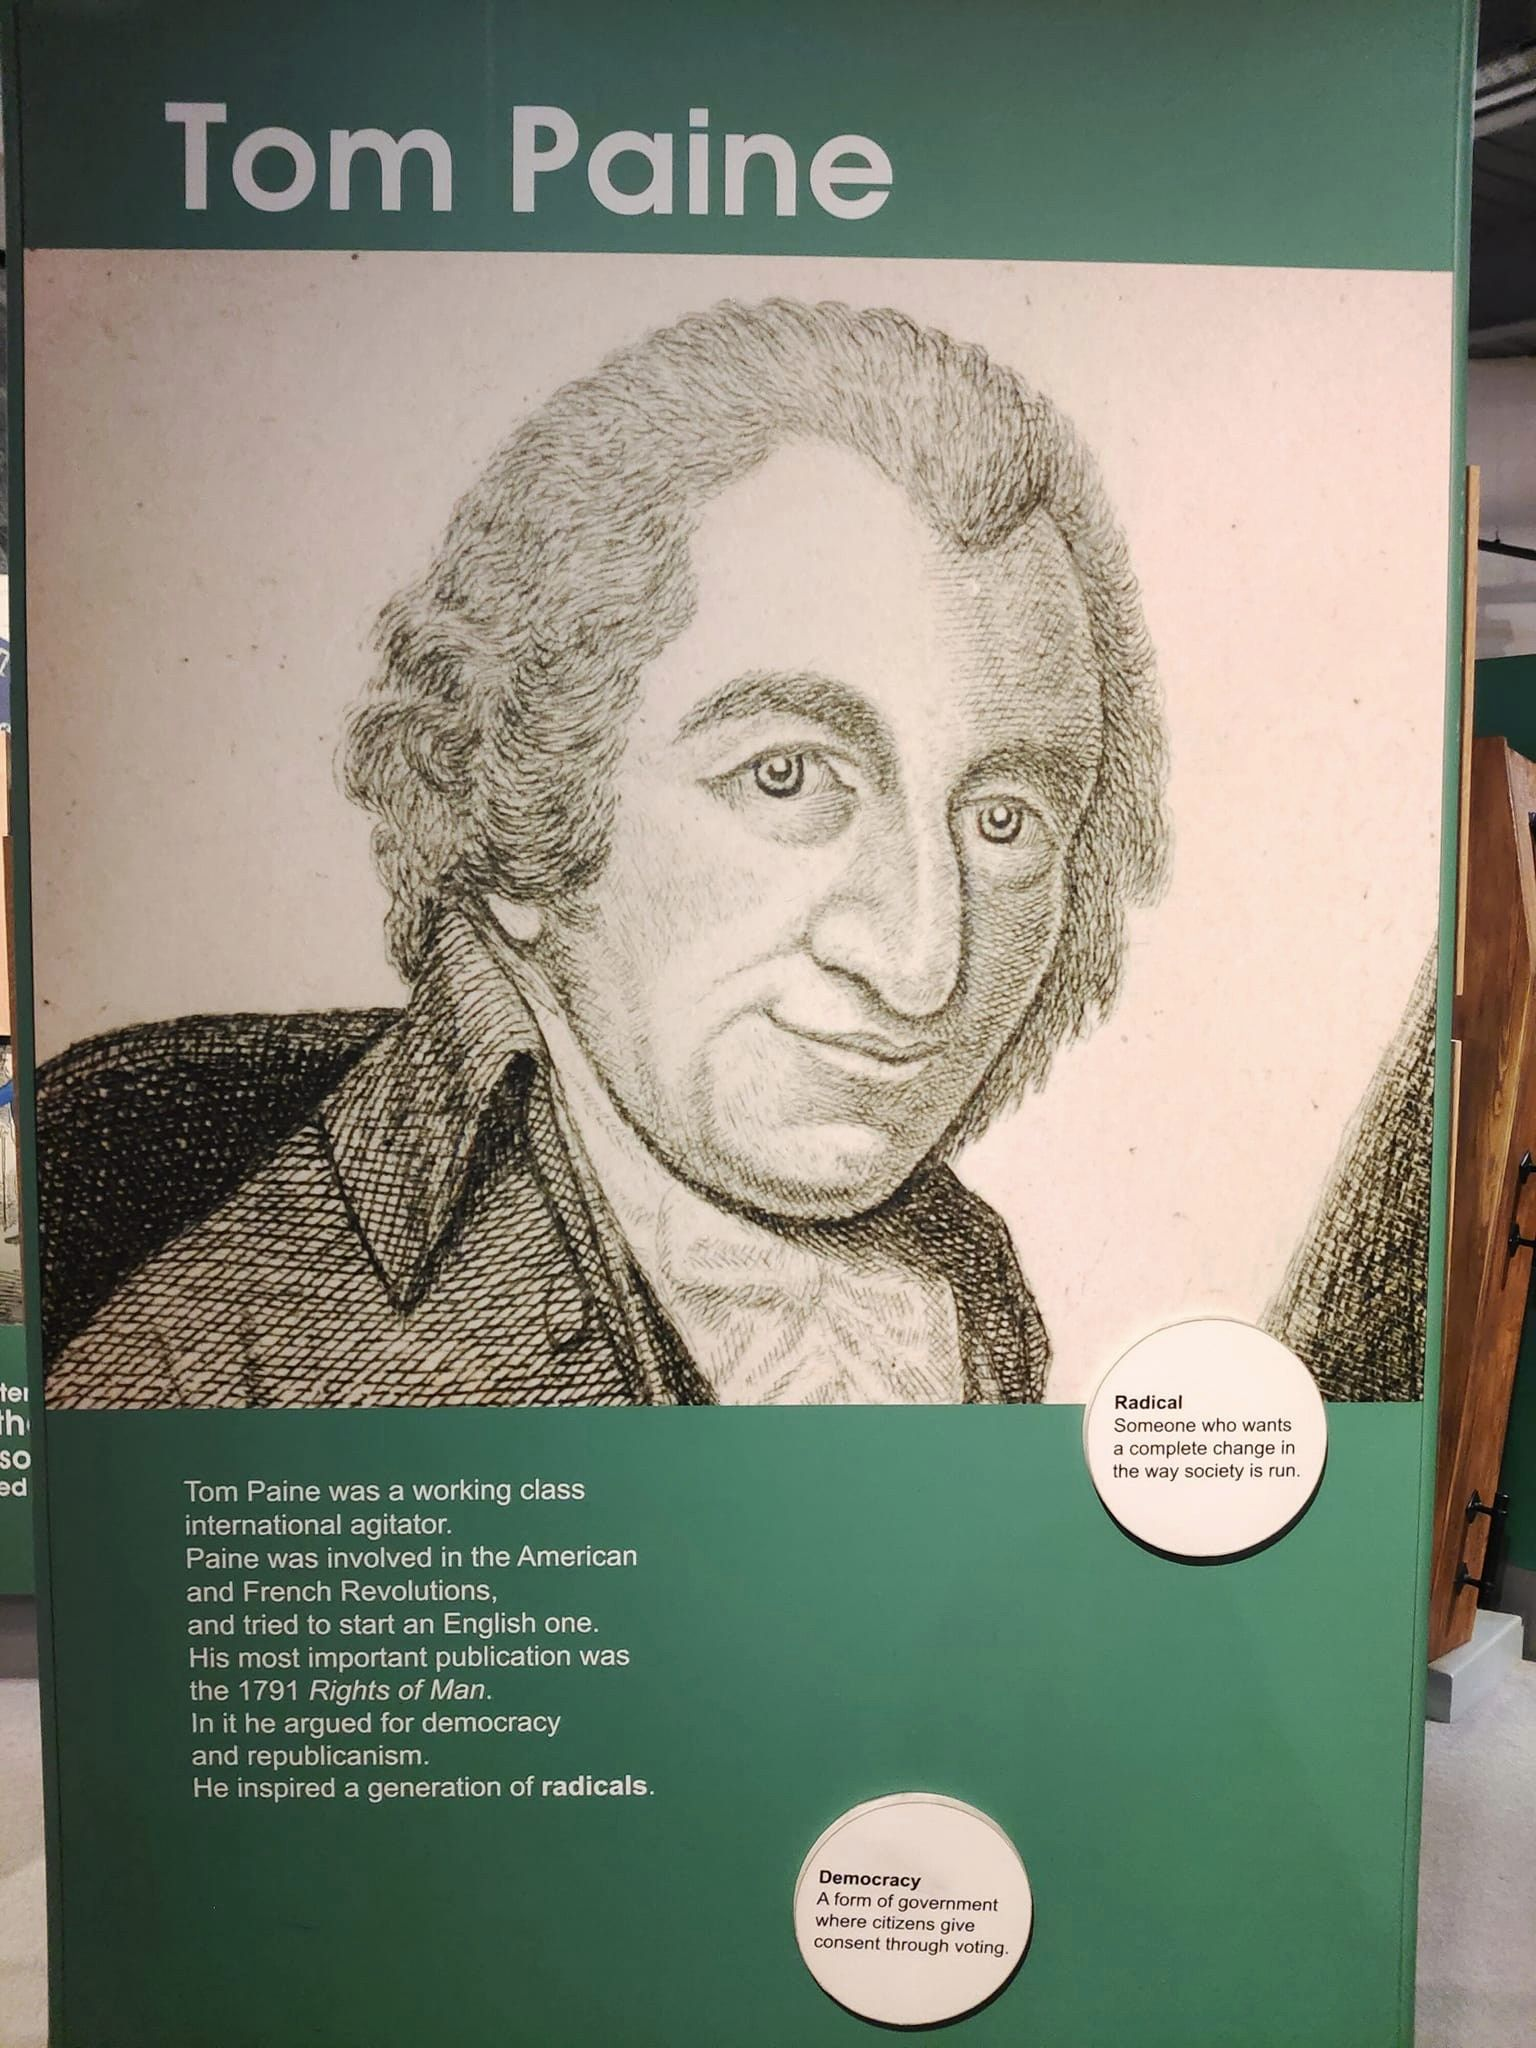 Tom Paine
Radical
Someone who wants
a complete change in
the way society is run.
Tom Paine was a working class
international agitator.
Paine was involved in the American
and French Revolutions,
and tried to start an English one.
His most important publication was
the 1791 Rights of Man.
In it he argued for democracy
and republicanism.
He inspired a generation of radicals.
Democracy
A form of government
where citizens give
consent through voting.